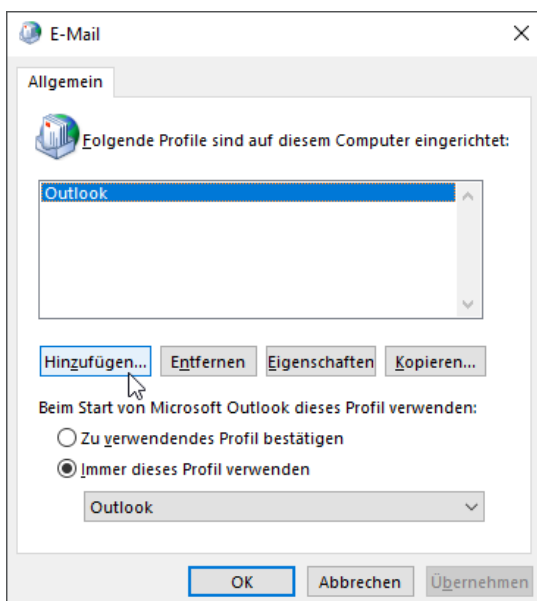 E-Mail
Allgemein
Folgende Profile sind auf diesem Computer eingerichtet:
Outlook
Hinzufügen... Entfernen Eigenschaften Kopieren...
Beim Start von Microsoft Outlook dieses Profil verwenden:
Zu verwendendes Profil bestätigen
Immer dieses Profil verwenden
Outlook
OK Abbrechen Übernehmen